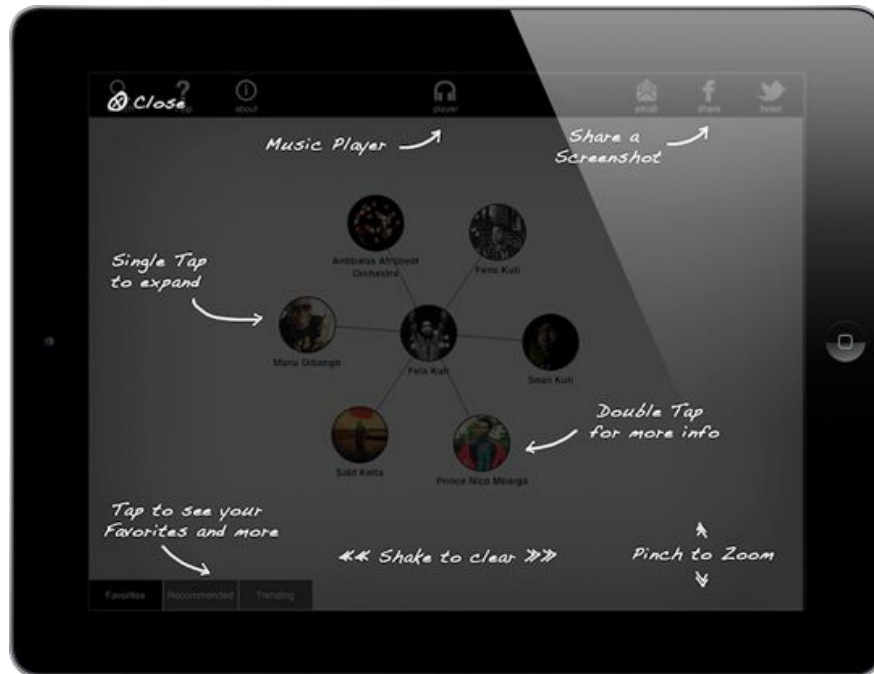 Close
help
about
player
email
share
tweet
Music Player
Share a
Screenshot
Antibalas Afrobeat
Orchestra
Femi Kuti
Single Tap
to expand
Manu Dibango
Fela Kuti
Seun Kuti
Double Tap
for more info
Salif Keita
Prince Nico Mbarga
Tap to see your
Favorites and more
Shake to clear
Pinch to Zoom
Favorites
Recommended
Trending